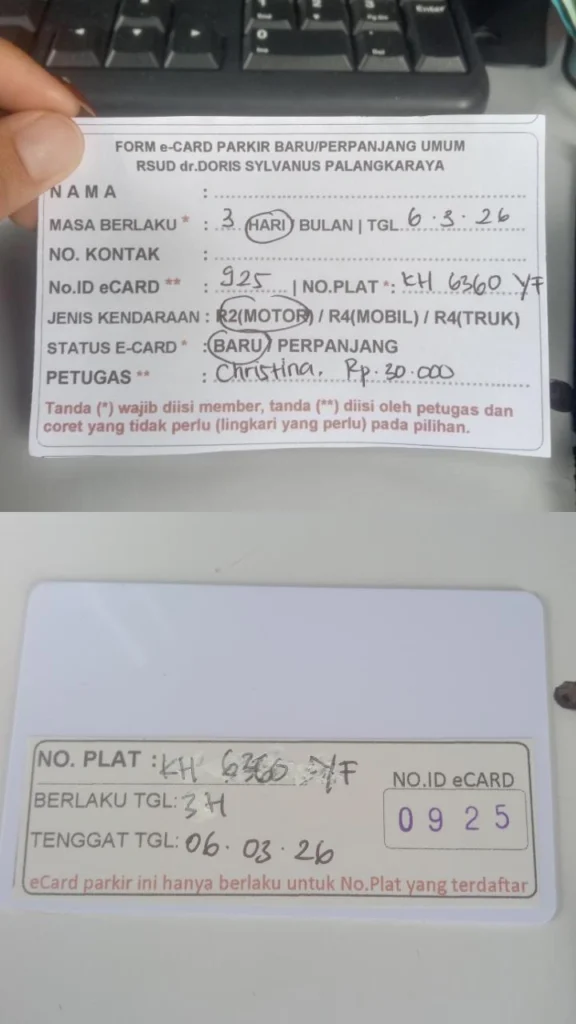 Enter
FORM e-CARD PARKIR BARU/PERPANJANG UMUM
RSUD dr.DORIS SYLVANUS PALANGKARAYA
NAMA :
MASA BERLAKU * : 3 HARI / BULAN | TGL. 6.3.26
NO. KONTAK :
No.ID eCARD ** : 925 | NO.PLAT *: KH 6360 YF
JENIS KENDARAAN : R2(MOTOR) / R4(MOBIL) / R4(TRUK)
STATUS E-CARD * : BARU / PERPANJANG
PETUGAS ** : Christina. Rp. 30.000
Tanda (*) wajib diisi member, tanda (**) diisi oleh petugas dan
coret yang tidak perlu (lingkari yang perlu) pada pilihan.
NO. PLAT : KH 6360 YF
NO.ID eCARD
BERLAKU TGL: 3H
0925
TENGGAT TGL: 06.03.26
eCard parkir ini hanya berlaku untuk No.Plat yang terdaftar